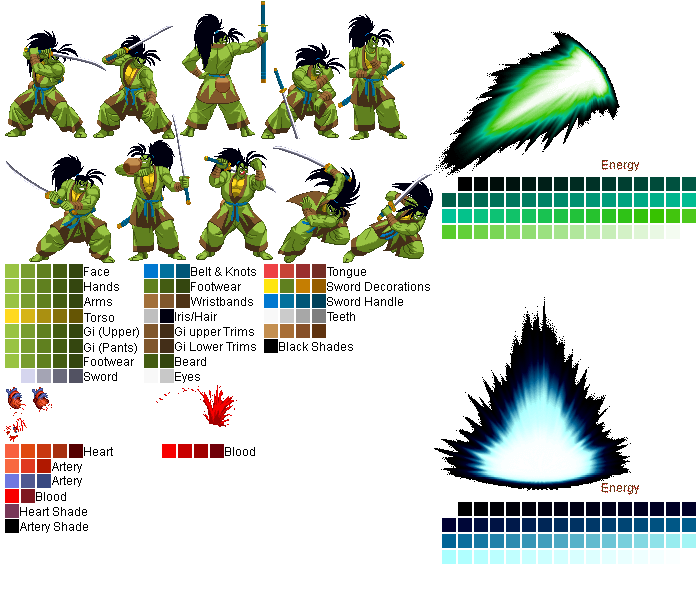 Energy
Face
Hands
Arms
Torso
Gi (Upper)
Gi (Pants)
Footwear
Sword
Belt & Knots
Footwear
Wristbands
Iris/Hair
Gi upper Trims
Gi Lower Trims
Beard
Eyes
Tongue
Sword Decorations
Sword Handle
Teeth
Black Shades
Heart
Artery
Artery
Blood
Heart Shade
Artery Shade
Blood
Energy